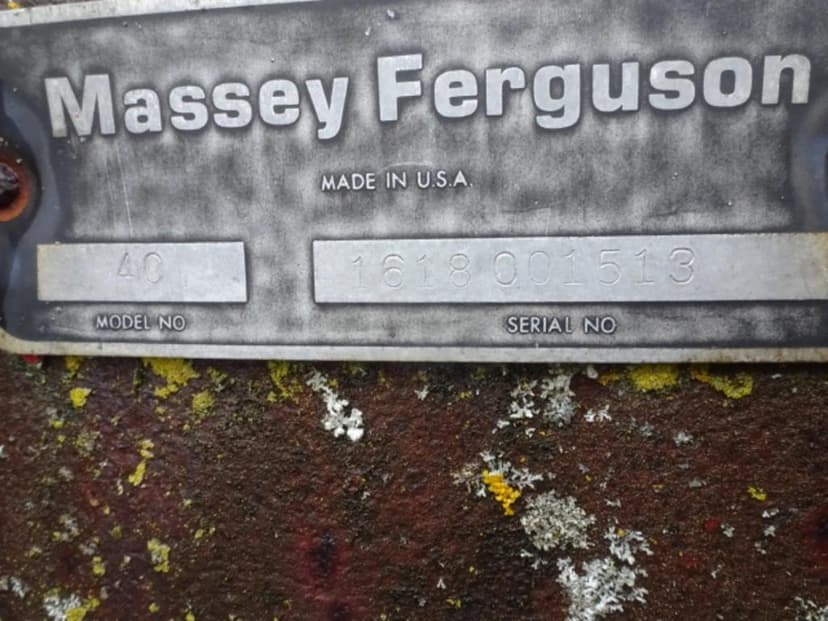 Massey Ferguson
MADE IN U.S.A.
40 1618 001513
MODEL NO SERIAL NO